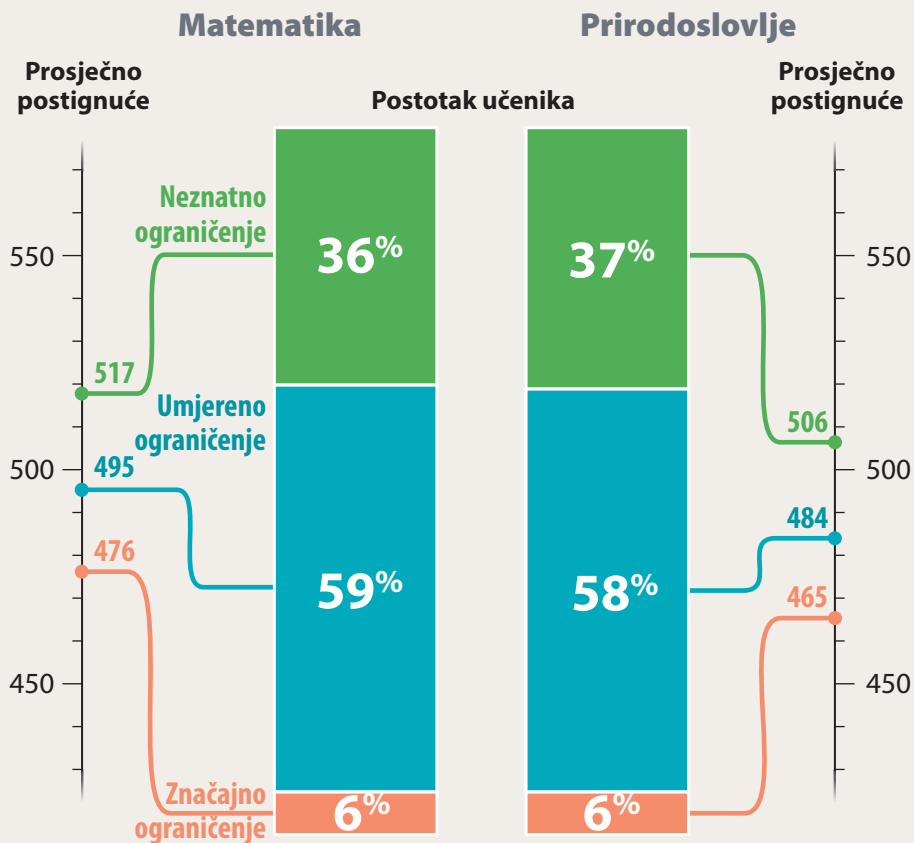 Matematika
Prirodoslovlje
Prosječno
postignuće
Postotak učenika
Prosječno
postignuće
Neznatno
ograničenje
36%
37%
550
550
517
Umjereno
ograničenje
506
500
495
500
484
476
59%
58%
465
450
450
Značajno
ograničenje
6%
6%